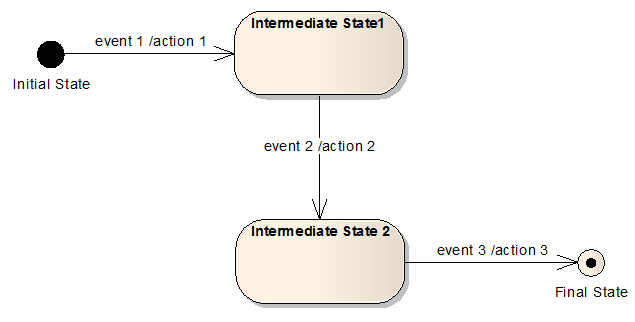 Intermediate State1
event 1 /action 1
Initial State
event 2 /action 2
Intermediate State 2
event 3 /action 3
Final State